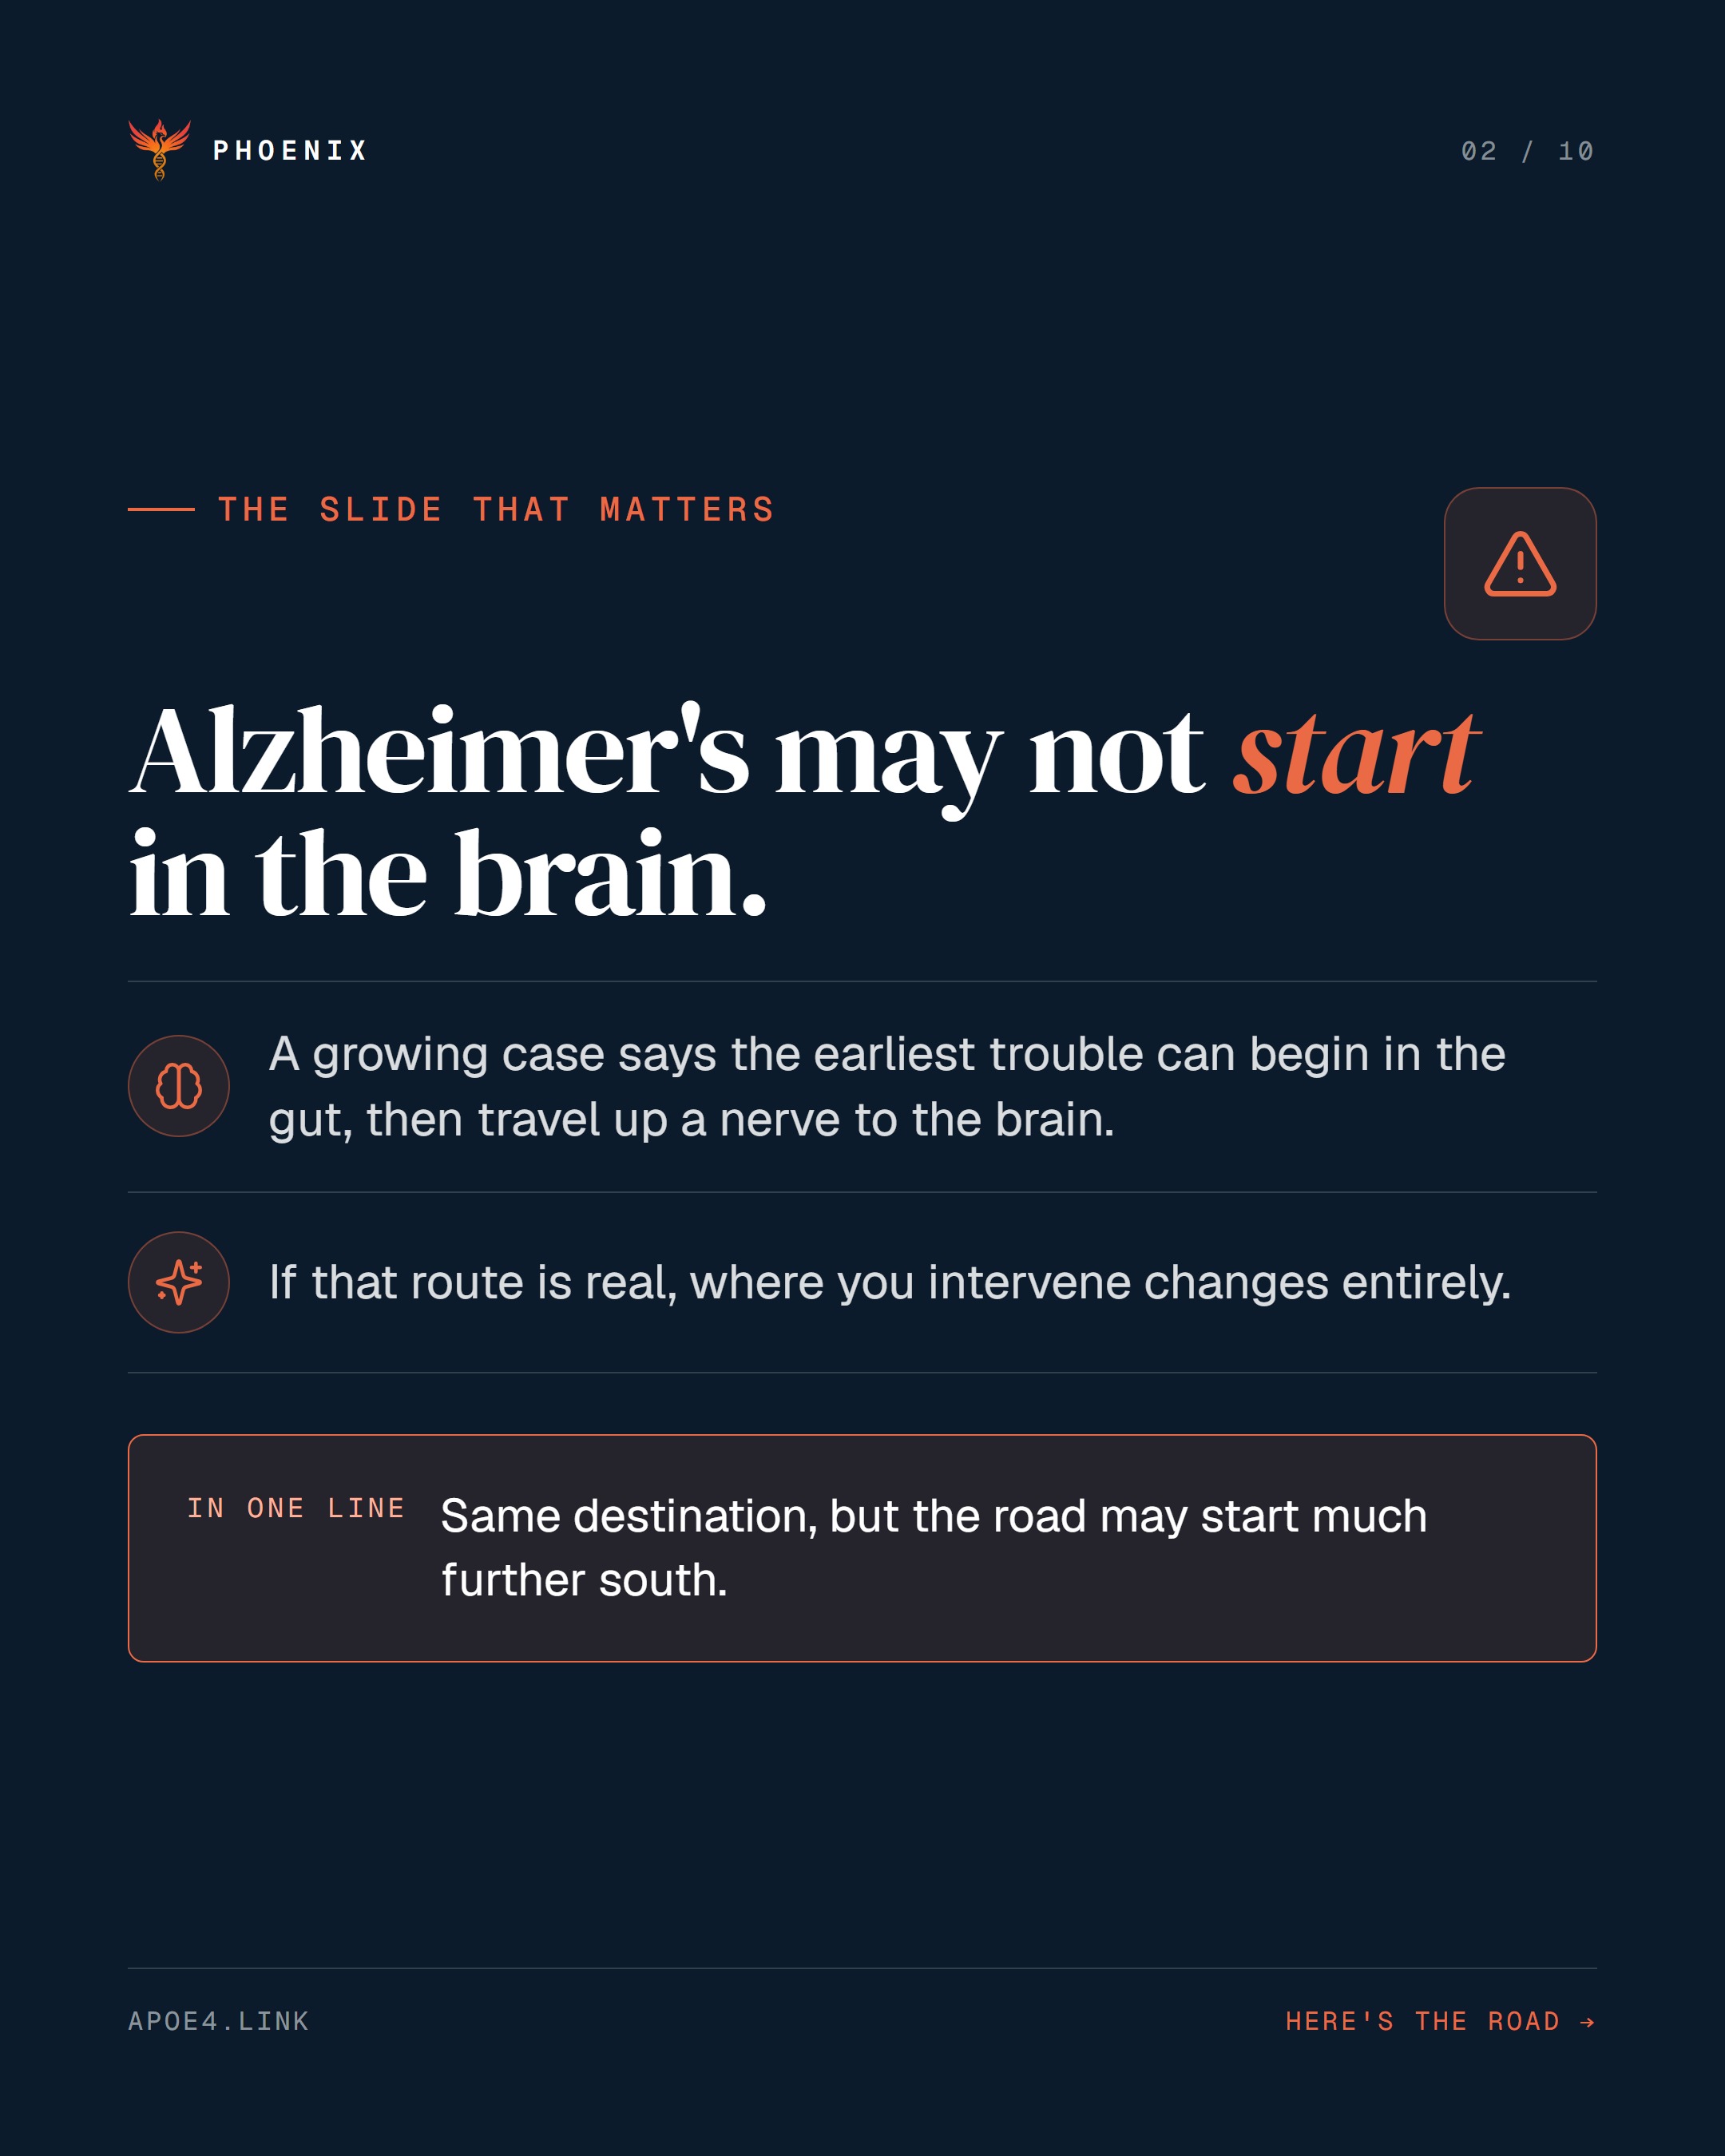 PHOENIX
02 / 10
THE SLIDE THAT MATTERS
Alzheimer's may not start
in the brain.
A growing case says the earliest trouble can begin in the
gut, then travel up a nerve to the brain.
If that route is real, where you intervene changes entirely.
IN ONE LINE
Same destination, but the road may start much
further south.
APOE4.LINK
HERE'S THE ROAD →